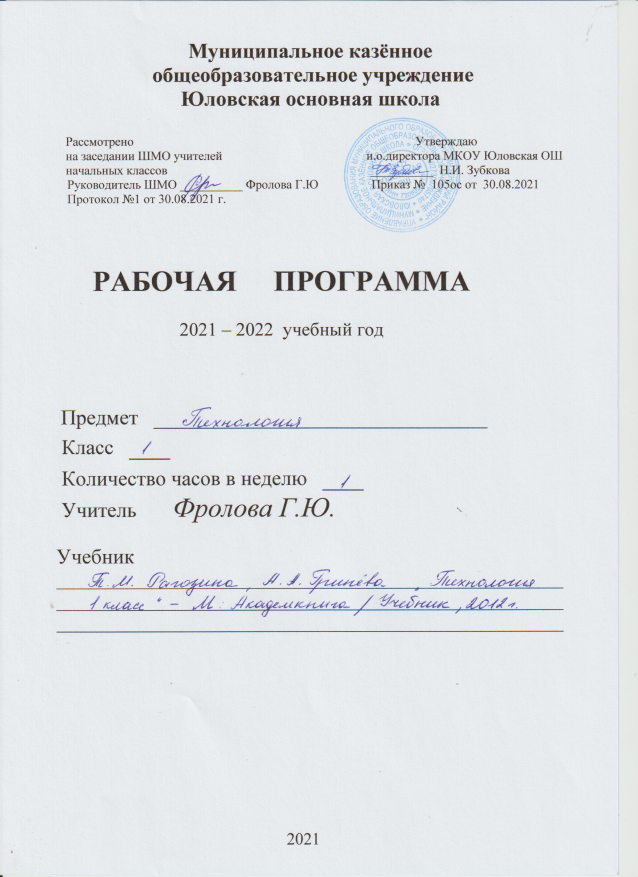 Муниципальное казённое
общеобразовательное учреждение
Юловская основная школа
Рассмотрено
на заседании ШМО учителей
начальных классов
Руководитель ШМО Фролова Г.Ю
Протокол №1 от 30.08.2021 г.
Утверждаю
и.о.директора МКОУ Юловская ОШ
Н.И. Зубкова
Приказ № 105ос от 30.08.2021
РАБОЧАЯ ПРОГРАММА
2021 – 2022 учебный год
Предмет Технология
Класс 1
Количество часов в неделю 1
Учитель Фролова Г.Ю.
Учебник
Т.М. Рагозина, А.А. Гринёва „Технология
1 класс" – М: Академкнига / Учебник, 2012 г.
2021